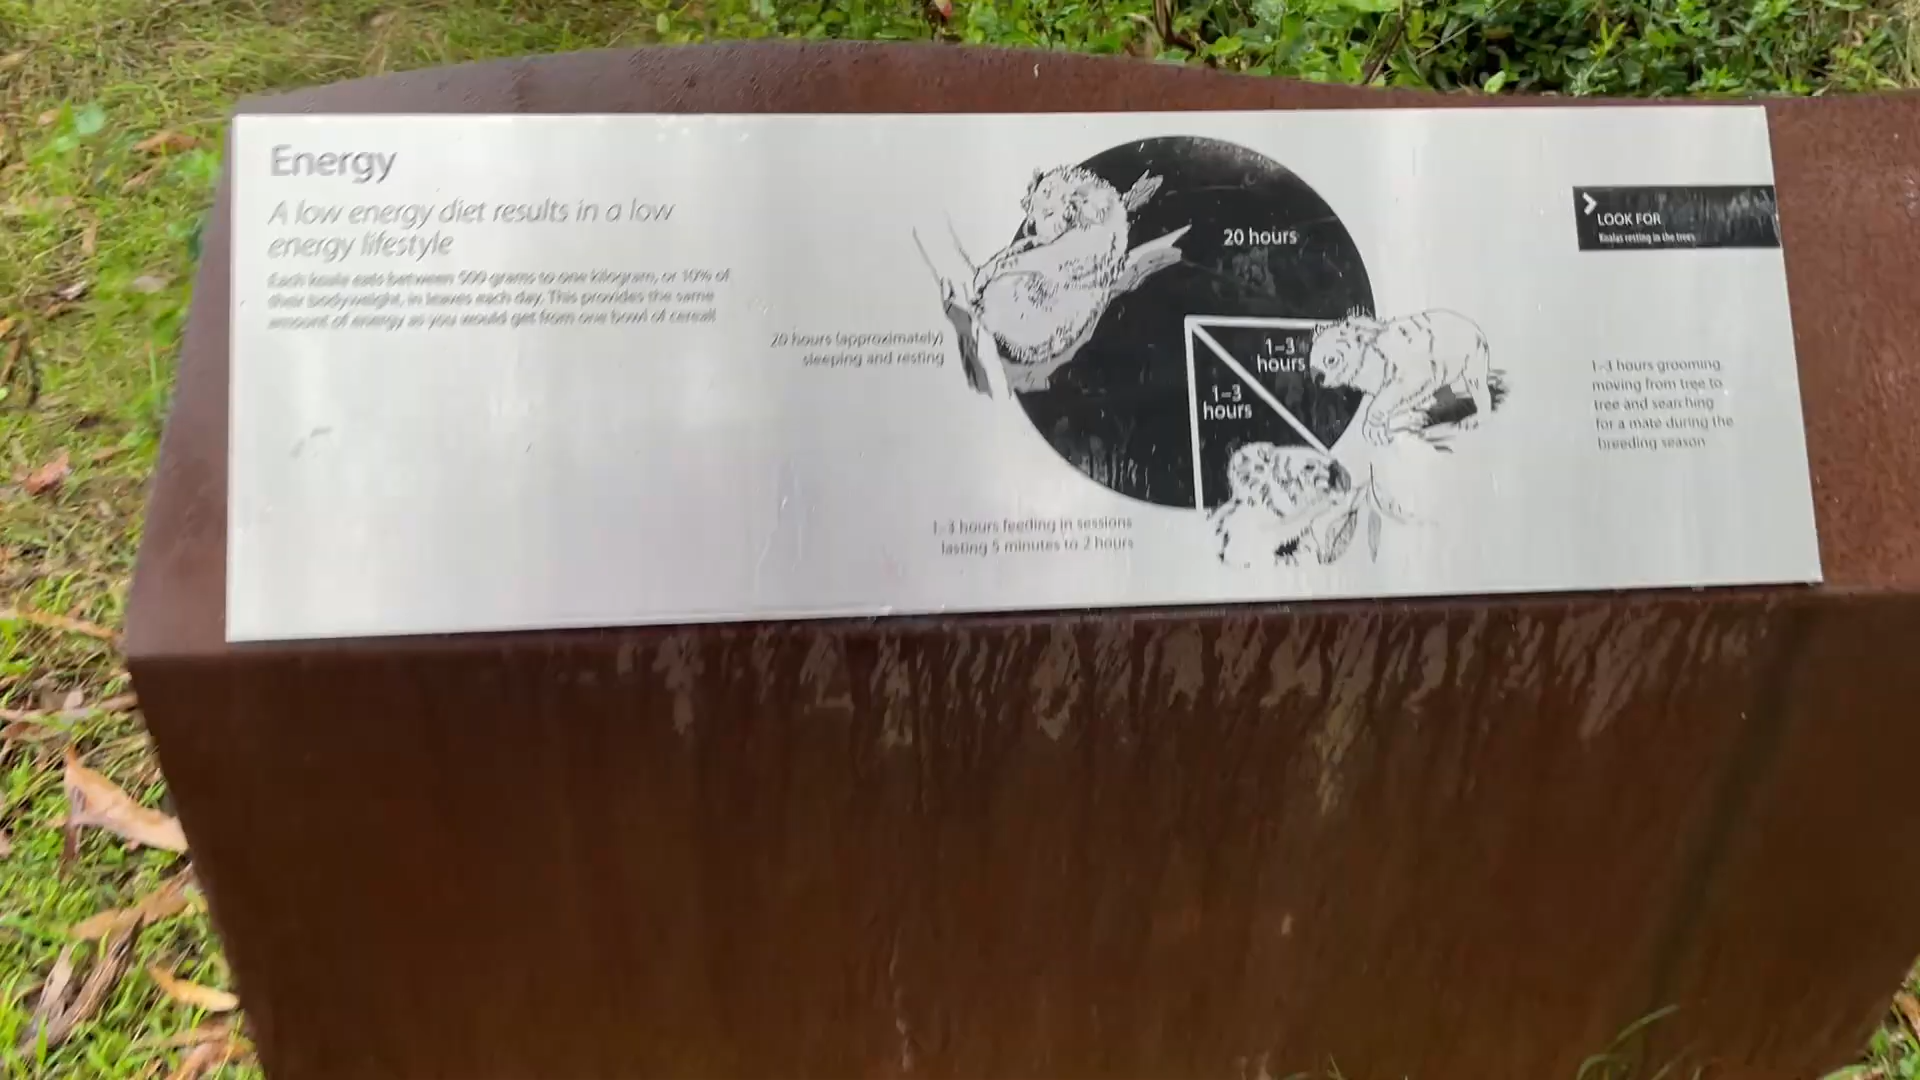 Energy
A low energy diet results in a low
energy lifestyle
Each koala eats between 500 grams to one kilogram, or 10% of
their bodyweight, in leaves each day. This provides the same
amount of energy as you would get from one bowl of cereal!
20 hours (approximately)
sleeping and resting
20 hours
1-3
hours
1-3
hours
1-3 hours feeding in sessions
lasting 5 minutes to 2 hours
LOOK FOR
Koalas resting in the trees
1-3 hours grooming,
moving from tree to
tree and searching
for a mate during the
breeding season